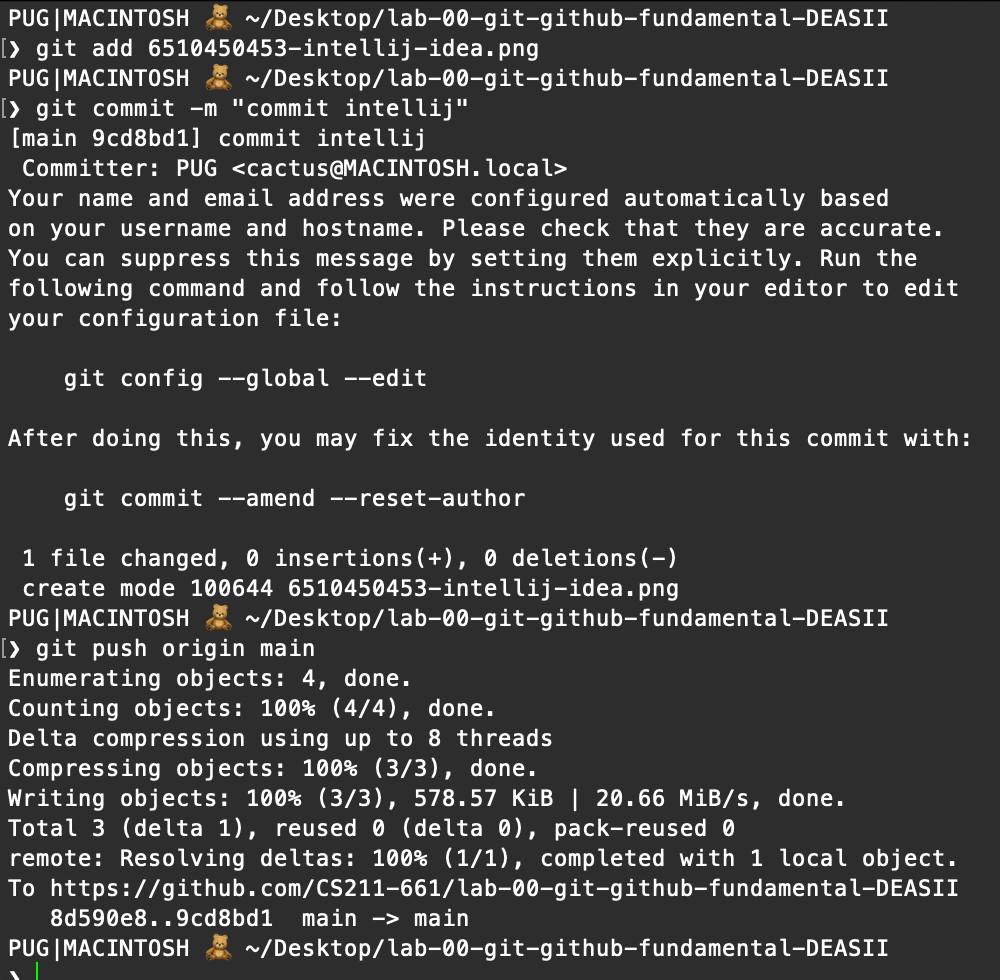 PUG|MACINTOSH 🧸 ~/Desktop/lab-00-git-github-fundamental-DEASII
[❯ git add 6510450453-intellij-idea.png
PUG|MACINTOSH 🧸 ~/Desktop/lab-00-git-github-fundamental-DEASII
[❯ git commit -m "commit intellij"
[main 9cd8bd1] commit intellij
 Committer: PUG <cactus@MACINTOSH.local>
Your name and email address were configured automatically based
on your username and hostname. Please check that they are accurate.
You can suppress this message by setting them explicitly. Run the
following command and follow the instructions in your editor to edit
your configuration file:

    git config --global --edit

After doing this, you may fix the identity used for this commit with:

    git commit --amend --reset-author

 1 file changed, 0 insertions(+), 0 deletions(-)
 create mode 100644 6510450453-intellij-idea.png
PUG|MACINTOSH 🧸 ~/Desktop/lab-00-git-github-fundamental-DEASII
[❯ git push origin main
Enumerating objects: 4, done.
Counting objects: 100% (4/4), done.
Delta compression using up to 8 threads
Compressing objects: 100% (3/3), done.
Writing objects: 100% (3/3), 578.57 KiB | 20.66 MiB/s, done.
Total 3 (delta 1), reused 0 (delta 0), pack-reused 0
remote: Resolving deltas: 100% (1/1), completed with 1 local object.
To https://github.com/CS211-661/lab-00-git-github-fundamental-DEASII
   8d590e8..9cd8bd1  main -> main
PUG|MACINTOSH 🧸 ~/Desktop/lab-00-git-github-fundamental-DEASII
❯